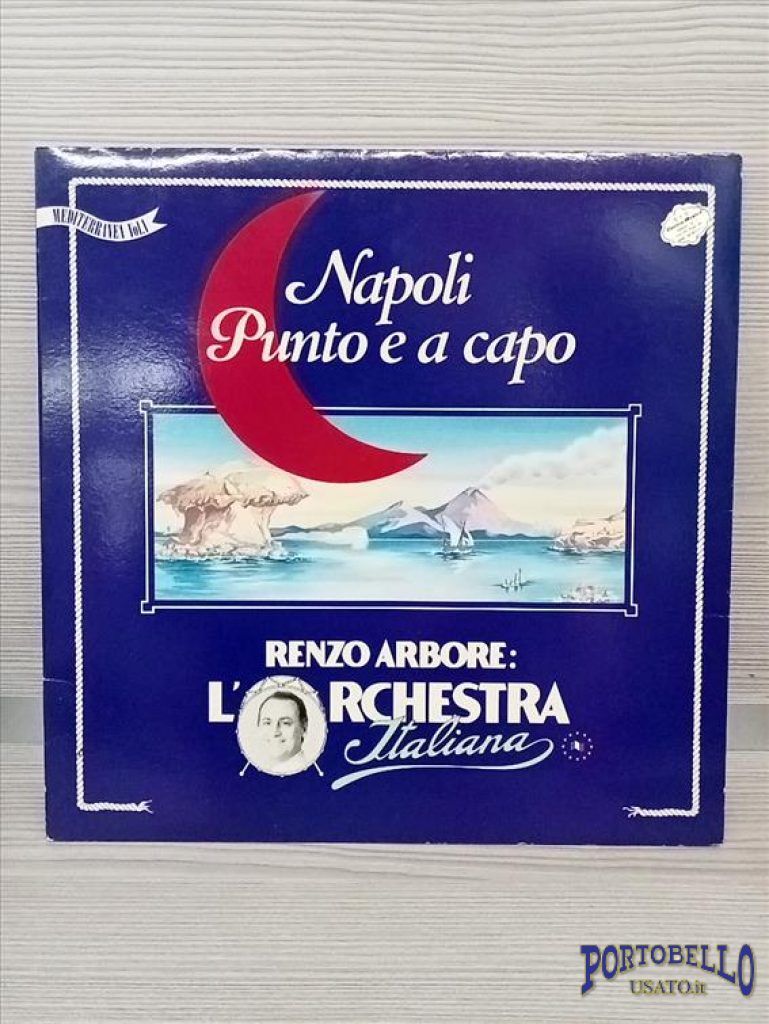 MEDITERRANEA Vol.1
Napoli
Punto e a capo
RENZO ARBORE:
L'ORCHESTRA
Italiana
PORTOBELLO
USATO.it